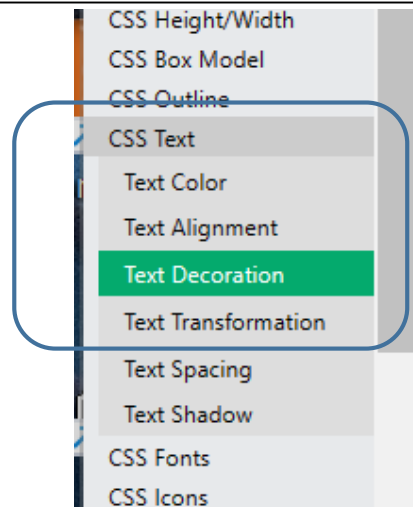 CSS Height/Width
CSS Box Model
CSS Outline
CSS Text
Text Color
Text Alignment
Text Decoration
Text Transformation
Text Spacing
Text Shadow
CSS Fonts
CSS Icons